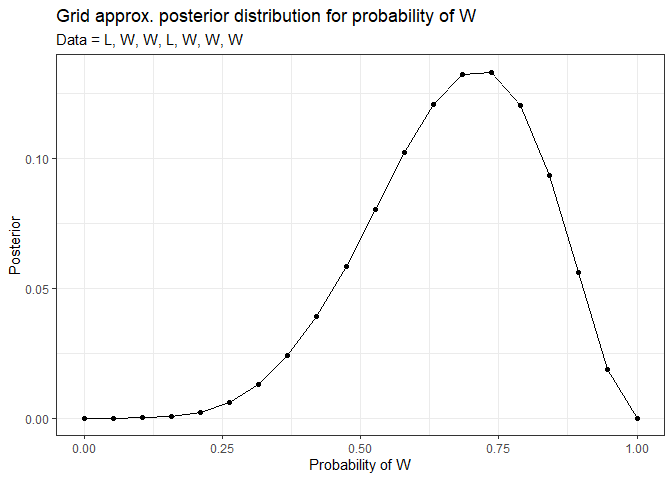 Grid approx. posterior distribution for probability of W
Data = L, W, W, L, W, W, W
0.10
0.05
0.00
Posterior
0.00 0.25 0.50 0.75 1.00
Probability of W